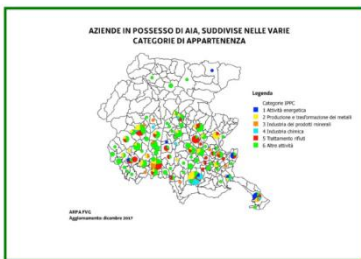 AZIENDE IN POSSESSO DI AIA, SUDDIVISE NELLE VARIE
CATEGORIE DI APPARTENENZA
Legenda
Categorie IPPC
1 Attività energetica
2 Produzione e trasformazione dei metalli
3 Industria dei prodotti minerali
4 Industria chimica
5 Trattamento rifiuti
6 Altre attività
ARPA FVG
Aggiornamento dicembre 2017